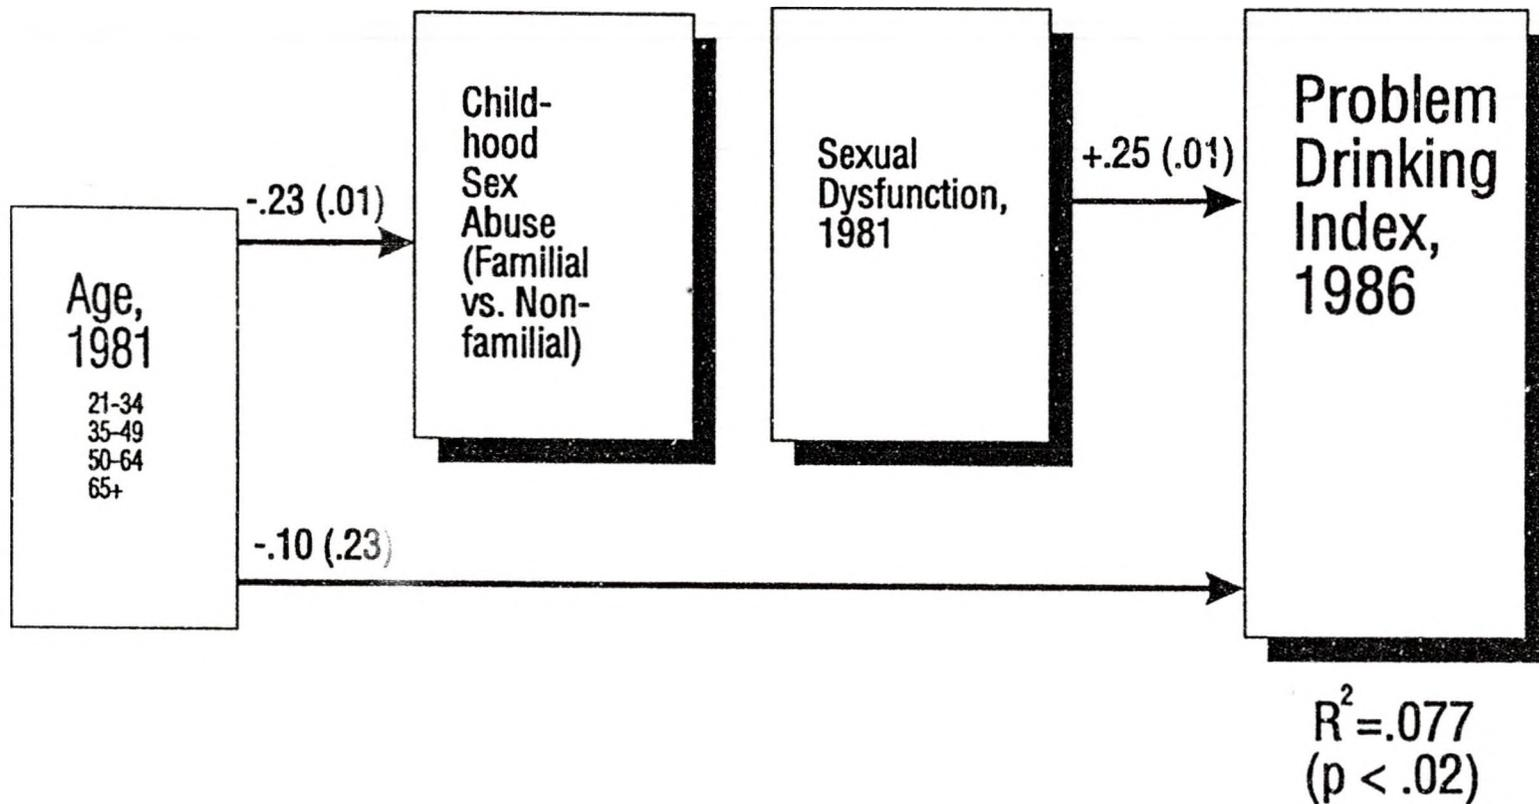 Age,
1981
21-34
35-49
50-64
65+
-.23 (.01)
Child-
hood
Sex
Abuse
(Familial
vs. Non-
familial)
Sexual
Dysfunction,
1981
+.25 (.01)
Problem
Drinking
Index,
1986
-.10 (.23)
R²=.077
(p < .02)